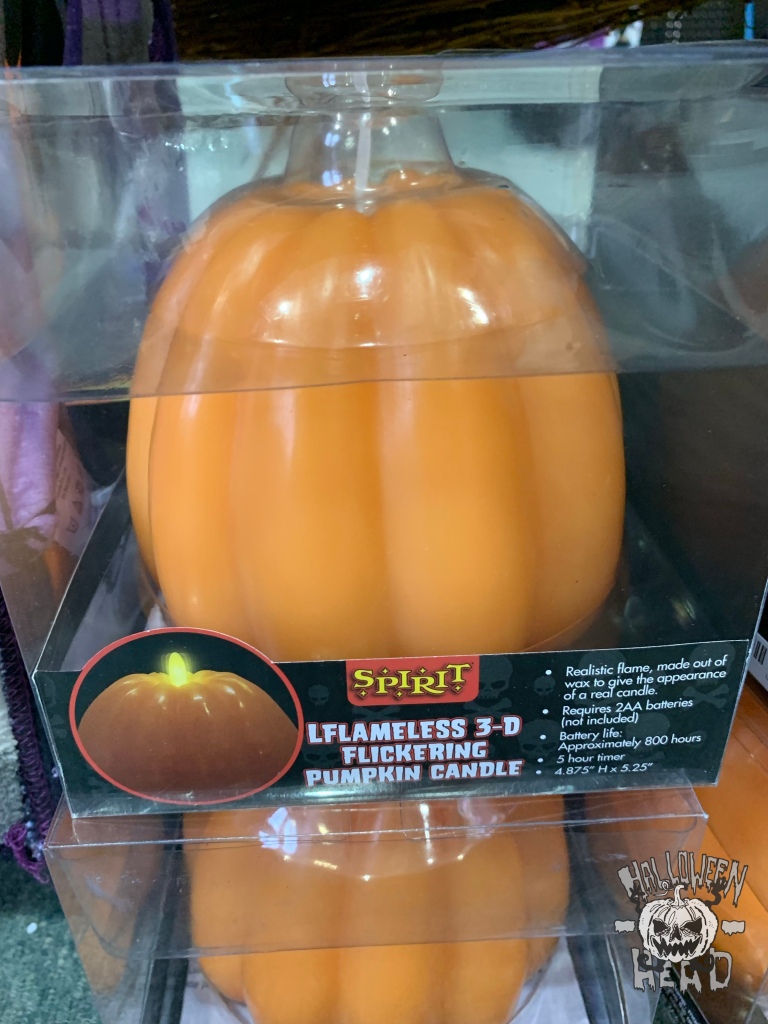 SPIRIT
LFLAMELESS 3-D
FLICKERING
PUMPKIN CANDLE
• Realistic flame, made out of
wax to give the appearance
of a real candle.
• Requires 2AA batteries
(not included)
• Battery life:
Approximately 800 hours
• 5 hour timer
• 4.875" H x 5.25"
HALLOWEEN
HEAD